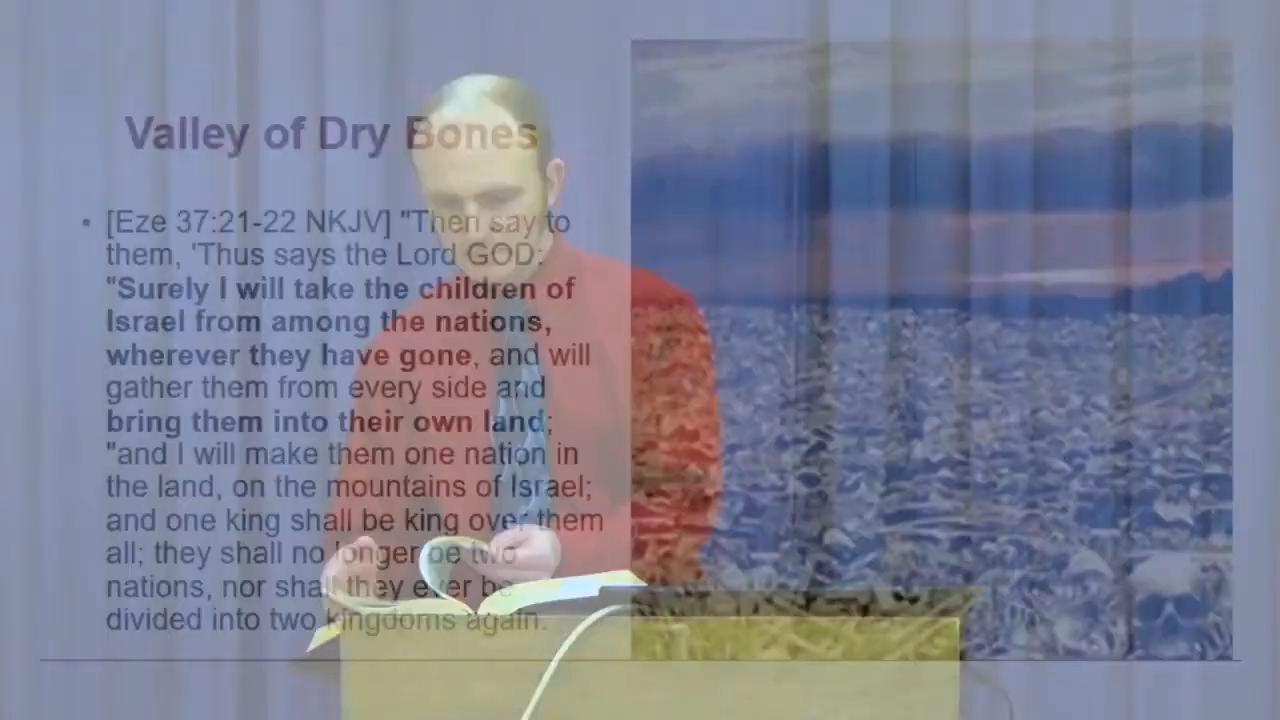 Valley of Dry Bones
• [Eze 37:21-22 NKJV] "Then say to
them, 'Thus says the Lord GOD:
"Surely I will take the children of
Israel from among the nations,
wherever they have gone, and will
gather them from every side and
bring them into their own land;
"and I will make them one nation in
the land, on the mountains of Israel;
and one king shall be king over them
all; they shall no longer be two
nations, nor shall they ever be
divided into two kingdoms again.